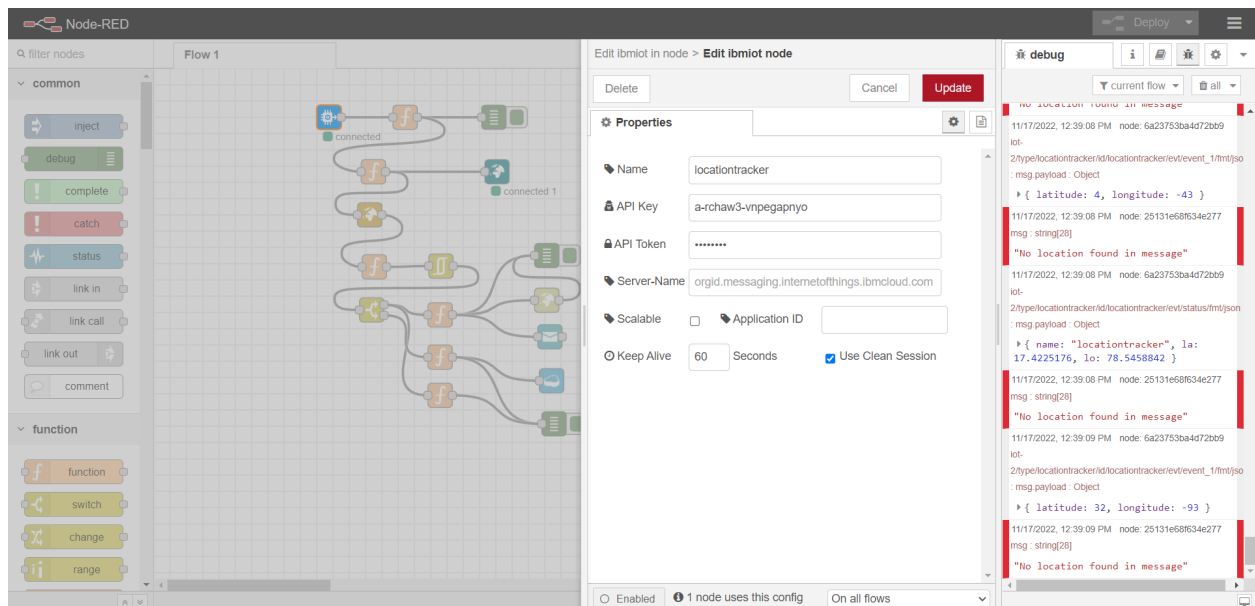 Node-RED
Deploy
filter nodes
common
inject
debug
complete
catch
status
link in
link call
link out
comment
function
function
switch
change
range
Flow 1
connected
connected 1
Edit ibmiot in node > Edit ibmiot node
Delete
Cancel
Update
Properties
Name
locationtracker
API Key
a-rchaw3-vnpegapnyo
API Token
••••••••
Server-Name
orgid.messaging.internetofthings.ibmcloud.com
Scalable
Application ID
Keep Alive
60
Seconds
Use Clean Session
Enabled
1 node uses this config
On all flows
debug
current flow
all
"No location found in message"
11/17/2022, 12:39:08 PM node: 6a23753ba4d72bb9
iot-
2/type/locationtracker/id/locationtracker/evt/event_1/fmt/jso
: msg.payload : Object
{ latitude: 4, longitude: -43 }
11/17/2022, 12:39:08 PM node: 25131e68f634e277
msg : string[28]
"No location found in message"
11/17/2022, 12:39:08 PM node: 6a23753ba4d72bb9
iot-
2/type/locationtracker/id/locationtracker/evt/status/fmt/json
: msg.payload : Object
{ name: "locationtracker", la:
17.4225176, lo: 78.5458842 }
11/17/2022, 12:39:08 PM node: 25131e68f634e277
msg : string[28]
"No location found in message"
11/17/2022, 12:39:09 PM node: 6a23753ba4d72bb9
iot-
2/type/locationtracker/id/locationtracker/evt/event_1/fmt/jso
: msg.payload : Object
{ latitude: 32, longitude: -93 }
11/17/2022, 12:39:09 PM node: 25131e68f634e277
msg : string[28]
"No location found in message"